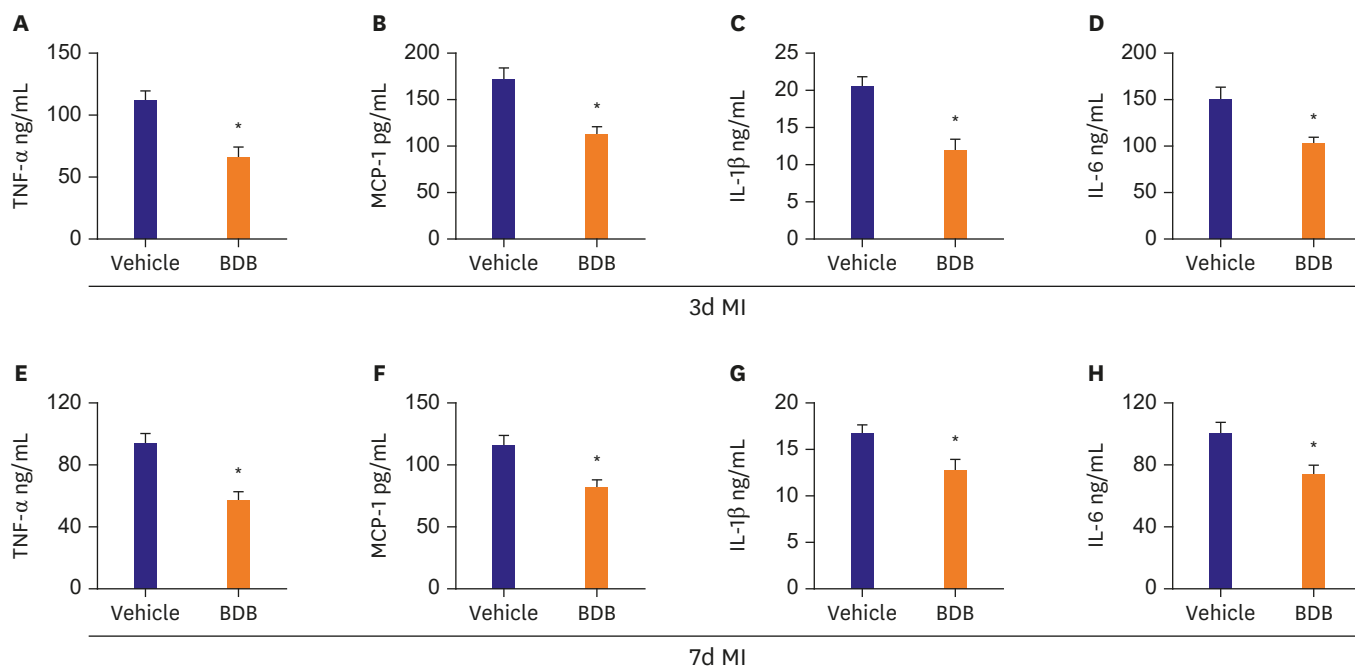 A
B
C
D
150
100
50
0
TNF-α ng/mL
*
Vehicle BDB
200
150
100
50
0
MCP-1 pg/mL
*
Vehicle BDB
25
20
15
10
5
0
IL-1β ng/mL
*
Vehicle BDB
200
150
100
50
0
IL-6 ng/mL
*
Vehicle BDB
3d MI
E
F
G
H
120
80
40
0
TNF-α ng/mL
*
Vehicle BDB
150
100
50
0
MCP-1 pg/mL
*
Vehicle BDB
20
15
10
5
0
IL-1β ng/mL
*
Vehicle BDB
120
80
40
0
IL-6 ng/mL
*
Vehicle BDB
7d MI